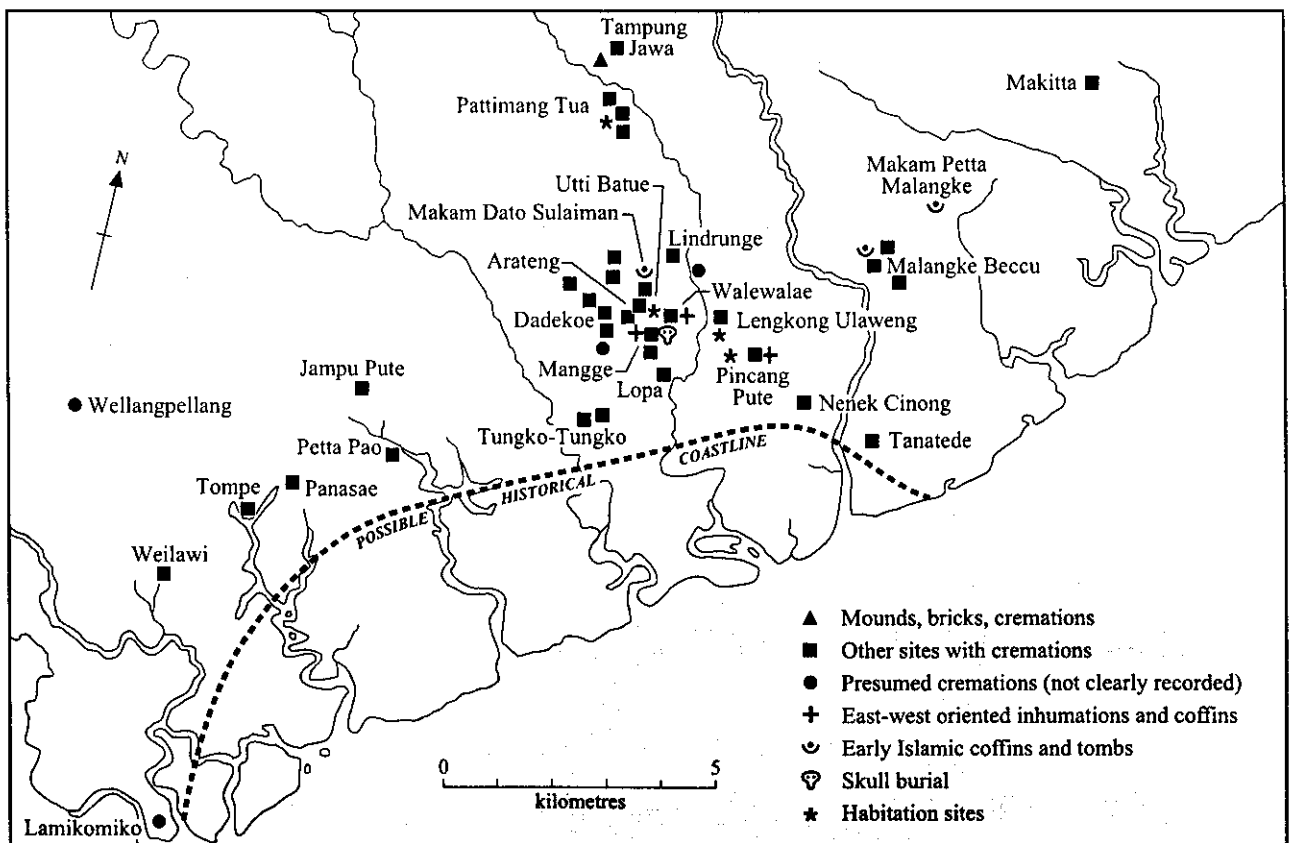 Tampung
Jawa
Makitta
Pattimang Tua
N
Makam Petta
Malangke
Utti Batue
Makam Dato Sulaiman
Lindrunge
Arateng
Malangke Beccu
Walewalae
Dadekoe
Lengkong Ulaweng
Mangge
Pincang
Pute
Jampu Pute
Lopa
Wellangpellang
Nenek Cinong
Tungko-Tungko
Tanatede
Petta Pao
POSSIBLE HISTORICAL COASTLINE
Panasae
Tompe
Weilawi
Lamikomiko
0 5
kilometres
Mounds, bricks, cremations
Other sites with cremations
Presumed cremations (not clearly recorded)
East-west oriented inhumations and coffins
Early Islamic coffins and tombs
Skull burial
Habitation sites